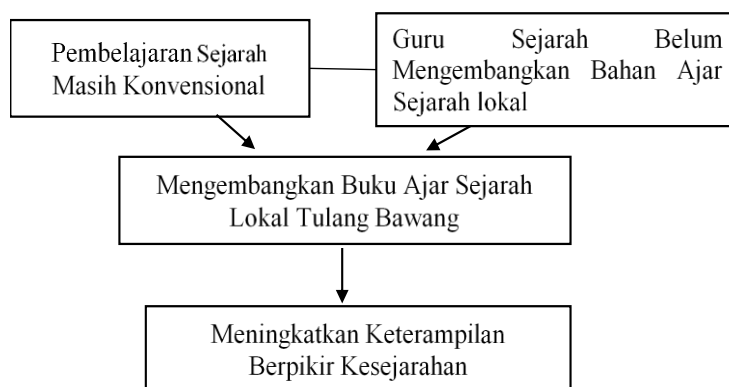 Pembelajaran Sejarah
Masih Konvensional
Guru Sejarah Belum
Mengembangkan Bahan Ajar
Sejarah lokal
Mengembangkan Buku Ajar Sejarah
Lokal Tulang Bawang
Meningkatkan Keterampilan
Berpikir Kesejarahan